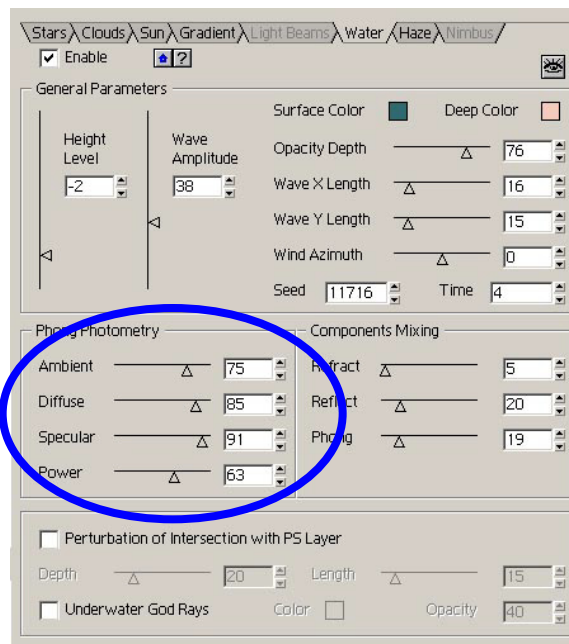 Stars Clouds Sun Gradient Light Beams Water Haze Nimbus
Enable ?
General Parameters
Height Level
-2
Wave Amplitude
38
Surface Color Deep Color
Opacity Depth 76
Wave X Length 16
Wave Y Length 15
Wind Azimuth 0
Seed 11716 Time 4
Phong Photometry
Ambient 75
Diffuse 85
Specular 91
Power 63
Components Mixing
Refract 5
Reflect 20
Phong 19
Perturbation of Intersection with PS Layer
Depth 20 Length 15
Underwater God Rays Color Opacity 40